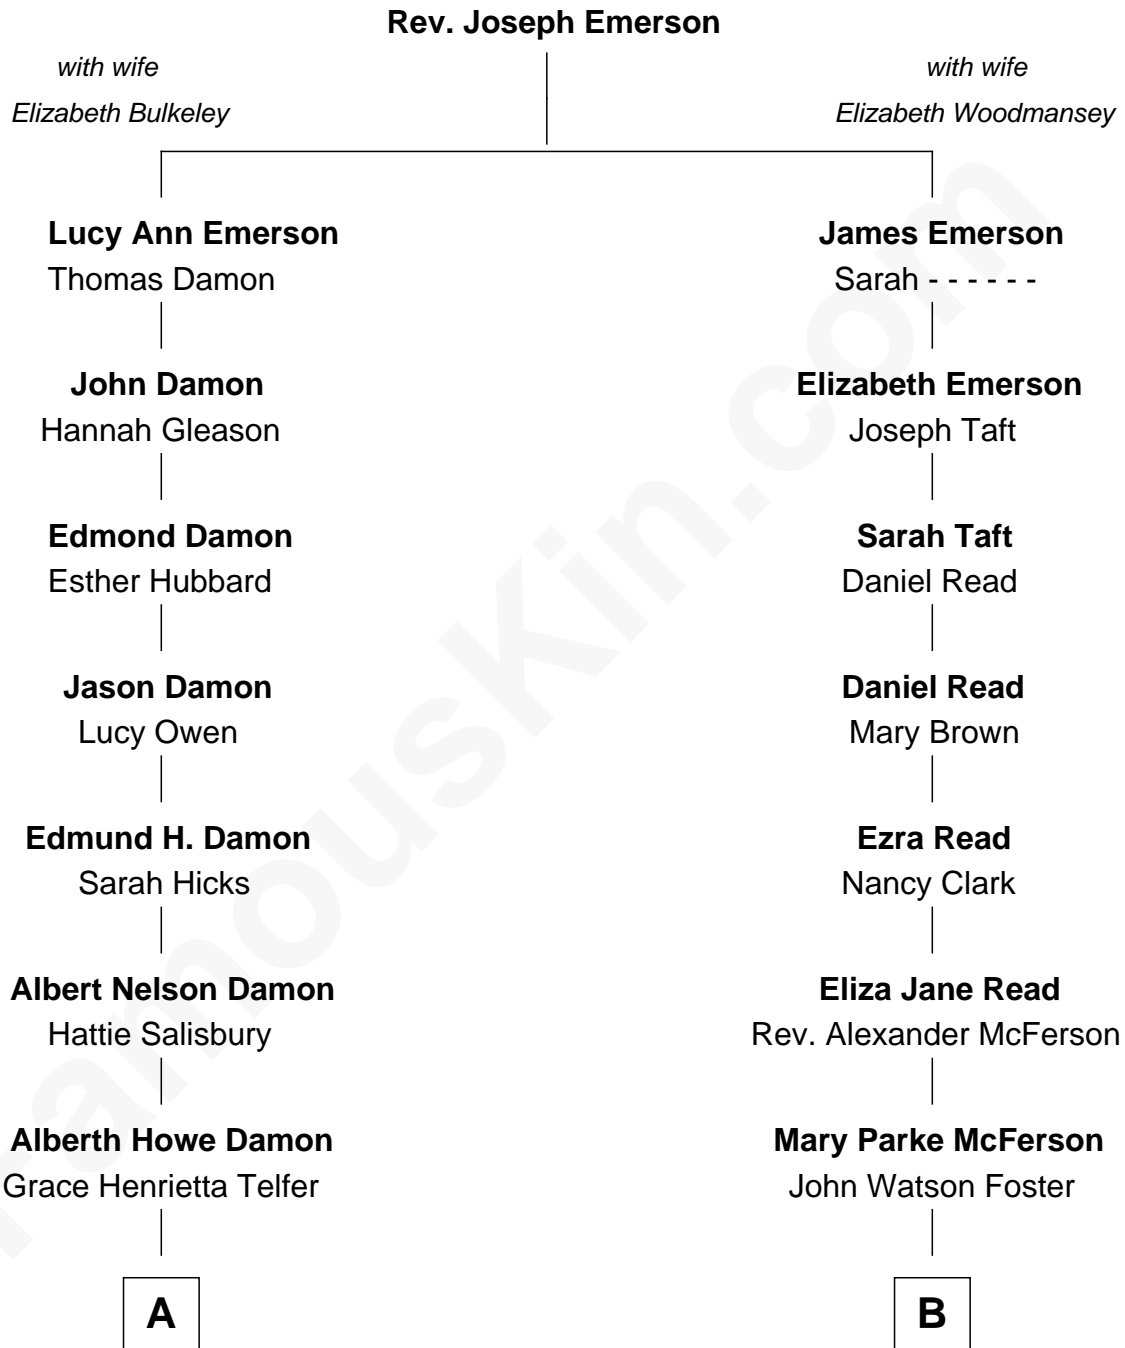 Rev. Joseph Emerson
with wife
Elizabeth Bulkeley
with wife
Elizabeth Woodmansey
Lucy Ann Emerson
Thomas Damon
James Emerson
Sarah - - - - - -
John Damon
Hannah Gleason
Elizabeth Emerson
Joseph Taft
Edmond Damon
Esther Hubbard
Sarah Taft
Daniel Read
Jason Damon
Lucy Owen
Daniel Read
Mary Brown
Edmund H. Damon
Sarah Hicks
Ezra Read
Nancy Clark
Albert Nelson Damon
Hattie Salisbury
Eliza Jane Read
Rev. Alexander McFerson
Alberth Howe Damon
Grace Henrietta Telfer
Mary Parke McFerson
John Watson Foster
A
B
FamousKin.com